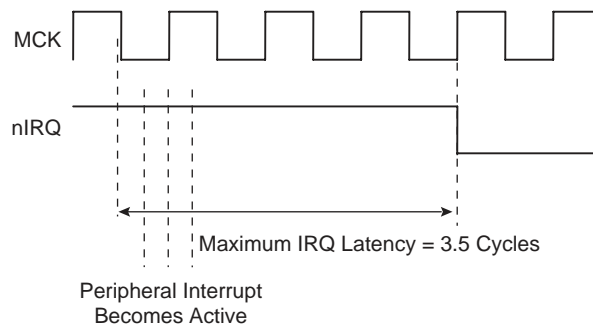 MCK
nIRQ
Maximum IRQ Latency = 3.5 Cycles
Peripheral Interrupt
Becomes Active